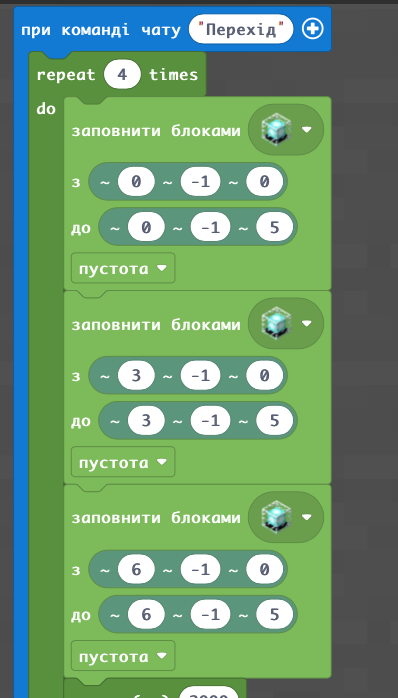 при команді чату "Перехід"
repeat 4 times
do
заповнити блоками
з ~ 0 ~ -1 ~ 0
до ~ 0 ~ -1 ~ 5
пустота
заповнити блоками
з ~ 3 ~ -1 ~ 0
до ~ 3 ~ -1 ~ 5
пустота
заповнити блоками
з ~ 6 ~ -1 ~ 0
до ~ 6 ~ -1 ~ 5
пустота